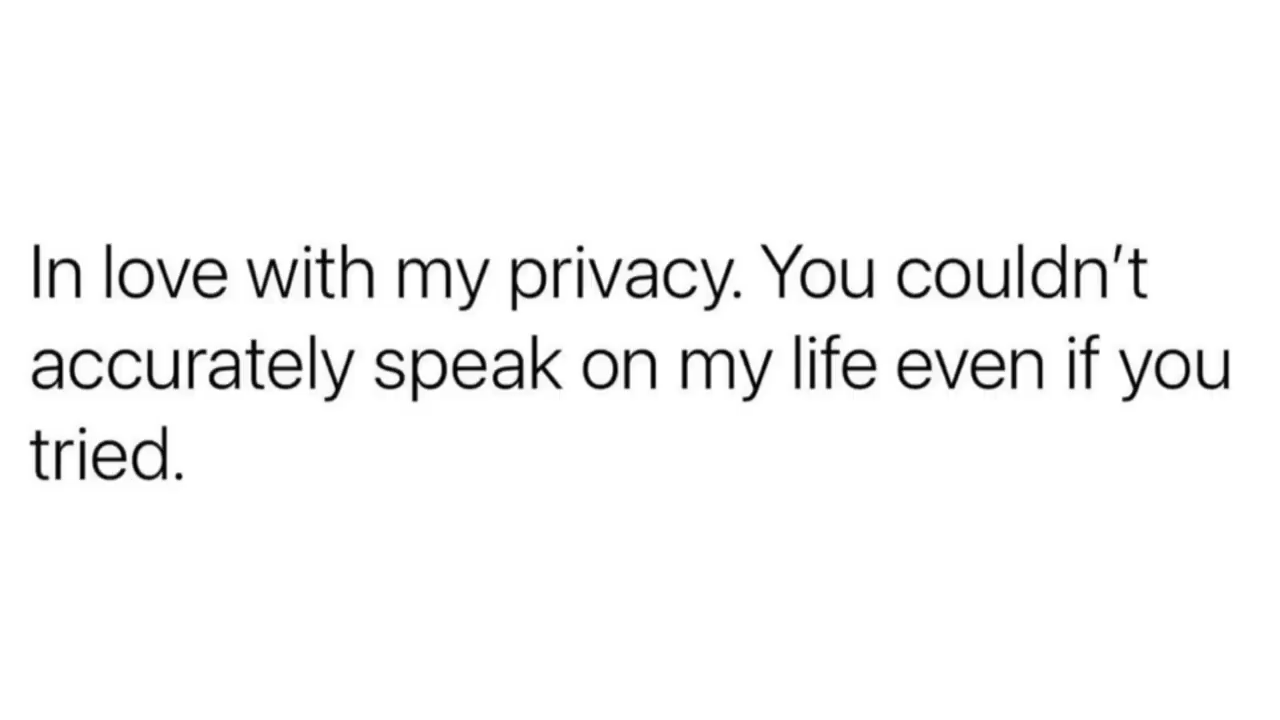 In love with my privacy. You couldn’t
accurately speak on my life even if you
tried.